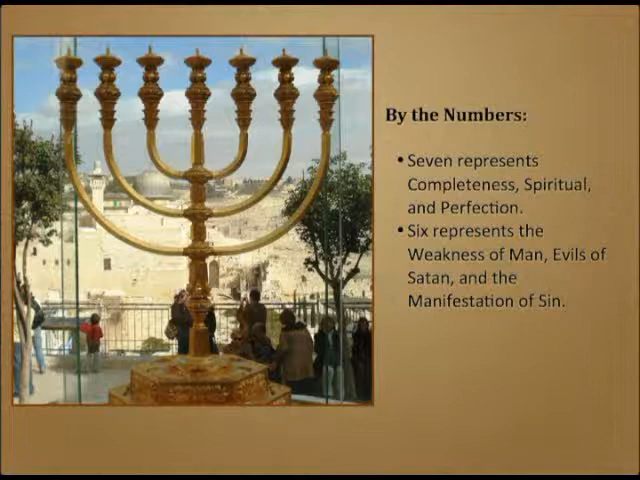 By the Numbers:
• Seven represents
Completeness, Spiritual,
and Perfection.
• Six represents the
Weakness of Man, Evils of
Satan, and the
Manifestation of Sin.